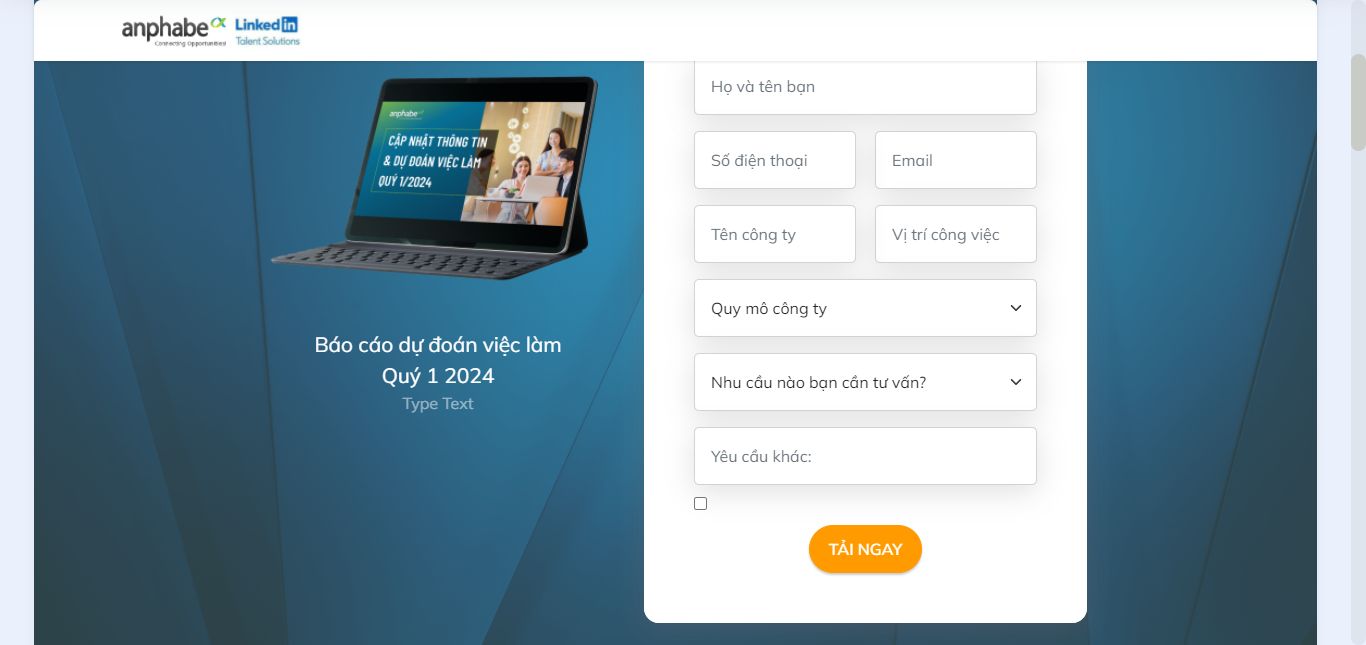 anphabe
Connecting Opportunities!
LinkedIn
Talent Solutions
anphabe
CẬP NHẬT THÔNG TIN
& DỰ ĐOÁN VIỆC LÀM
QUÝ 1/2024
Báo cáo dự đoán việc làm
Quý 1 2024
Type Text
Họ và tên bạn
Số điện thoại
Email
Tên công ty
Vị trí công việc
Quy mô công ty
Nhu cầu nào bạn cần tư vấn?
Yêu cầu khác:
TẢI NGAY